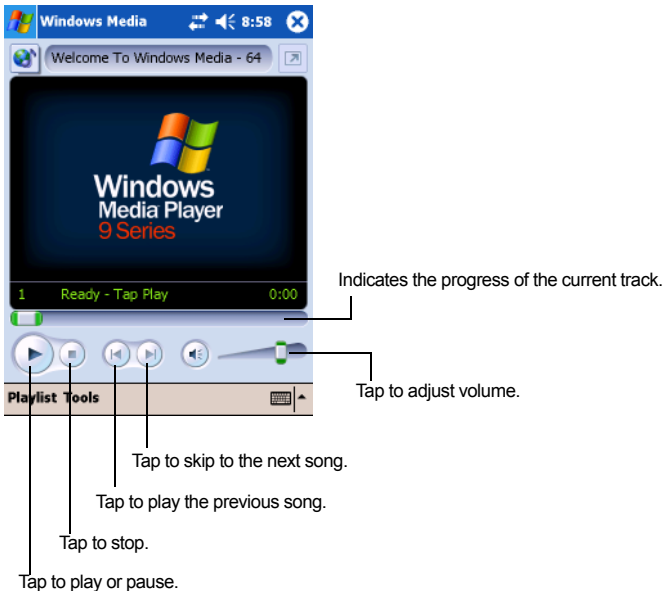 Windows Media 8:58
Welcome To Windows Media - 64
Windows
Media Player
9 Series
1 Ready - Tap Play 0:00
Indicates the progress of the current track.
Tap to adjust volume.
Playlist Tools
Tap to skip to the next song.
Tap to play the previous song.
Tap to stop.
Tap to play or pause.